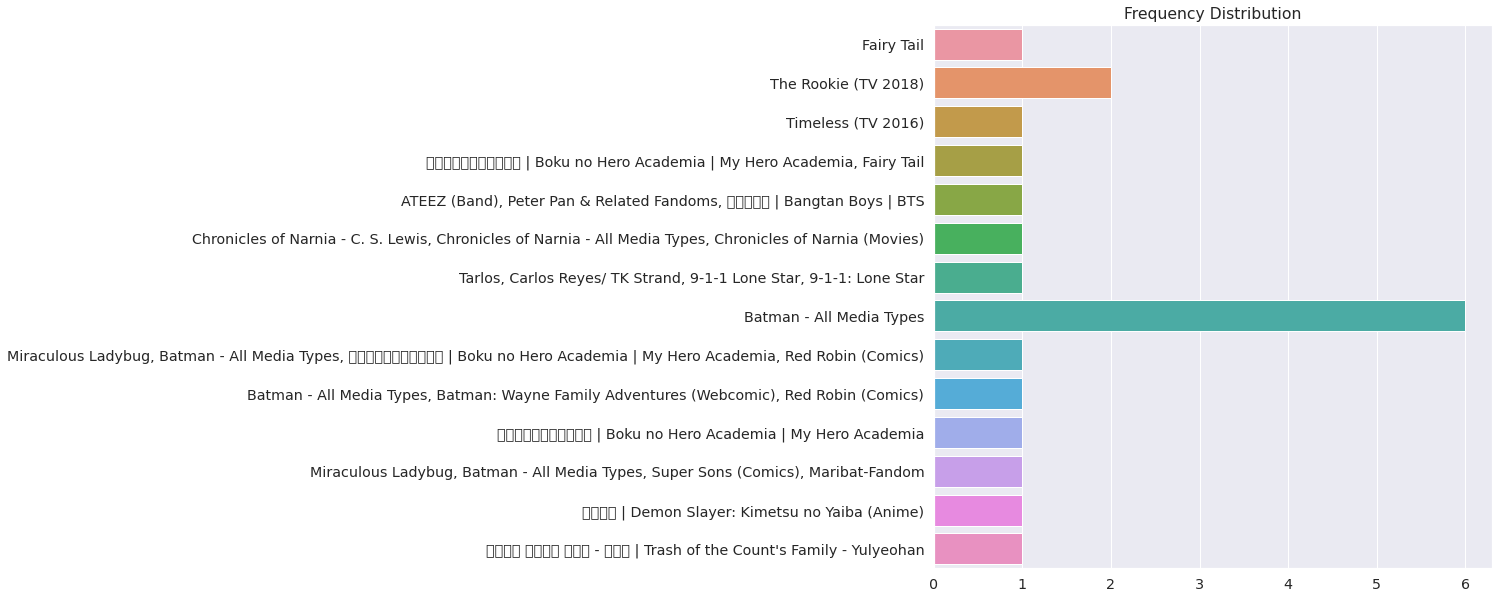 Frequency Distribution
Fairy Tail
The Rookie (TV 2018)
Timeless (TV 2016)
| Boku no Hero Academia | My Hero Academia, Fairy Tail
ATEEZ (Band), Peter Pan & Related Fandoms, | Bangtan Boys | BTS
Chronicles of Narnia - C. S. Lewis, Chronicles of Narnia - All Media Types, Chronicles of Narnia (Movies)
Tarlos, Carlos Reyes/ TK Strand, 9-1-1 Lone Star, 9-1-1: Lone Star
Batman - All Media Types
Miraculous Ladybug, Batman - All Media Types, | Boku no Hero Academia | My Hero Academia, Red Robin (Comics)
Batman - All Media Types, Batman: Wayne Family Adventures (Webcomic), Red Robin (Comics)
| Boku no Hero Academia | My Hero Academia
Miraculous Ladybug, Batman - All Media Types, Super Sons (Comics), Maribat-Fandom
| Demon Slayer: Kimetsu no Yaiba (Anime)
- | Trash of the Count's Family - Yulyeohan
0 1 2 3 4 5 6